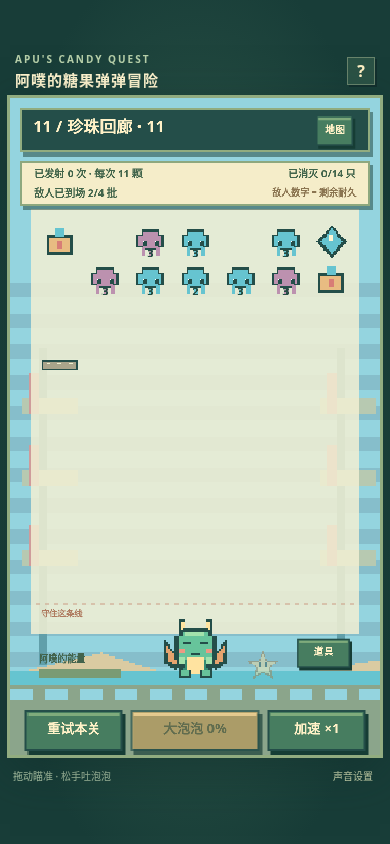 APU'S CANDY QUEST
阿噗的糖果弹弹冒险
?
11 / 珍珠回廊 · 11
地图
已发射 0 次 · 每次 11 颗
已消灭 0/14 只
敌人已到场 2/4 批
敌人数字 = 剩余耐久
3 3 3
3 3 2 3 3
守住这条线
阿噗的能量
道具
重试本关
大泡泡 0%
加速 ×1
拖动瞄准 · 松手吐泡泡
声音设置